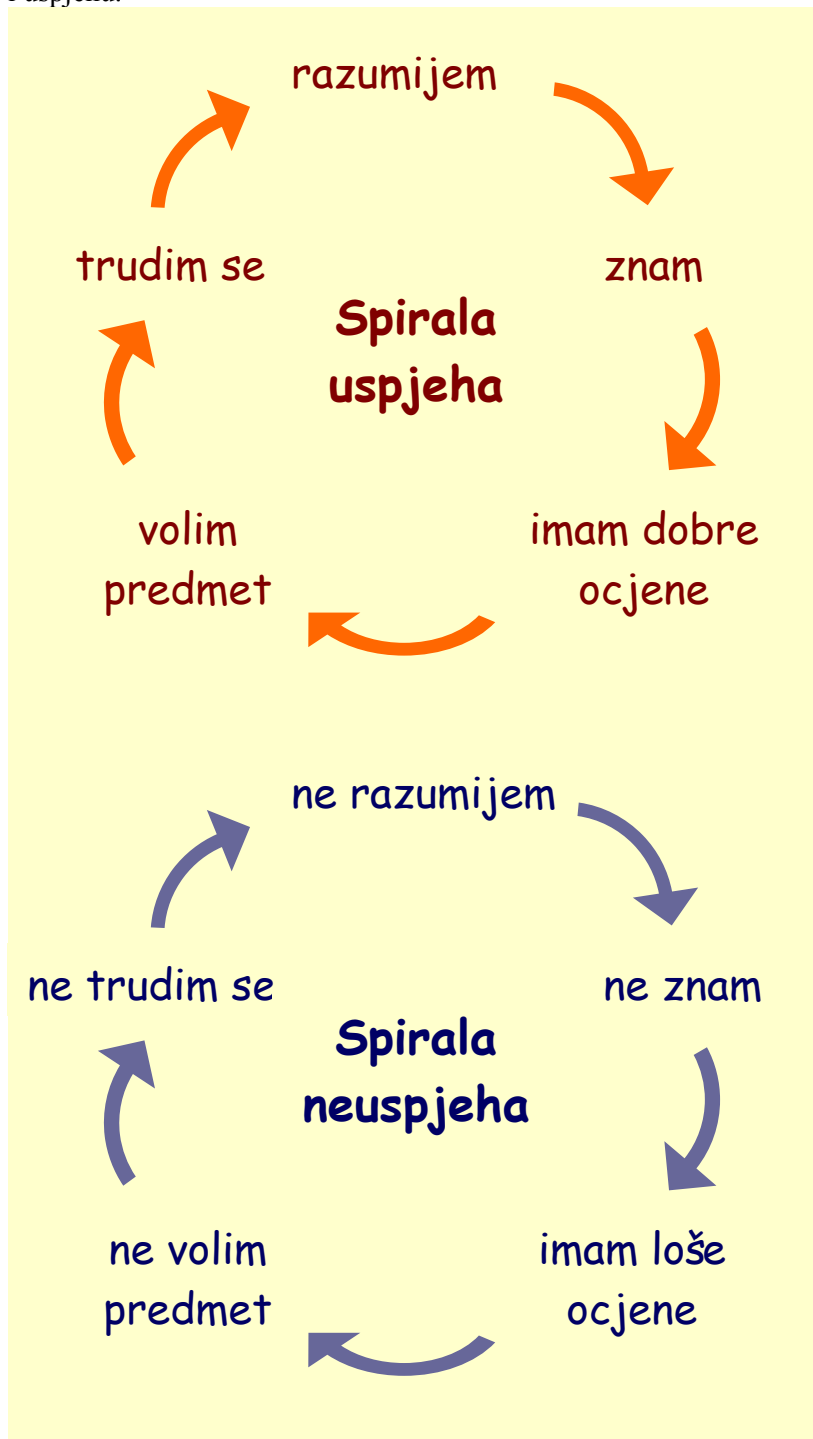 razumijem
trudim se
znam
Spirala
uspjeha
volim
predmet
imam dobre
ocjene
ne razumijem
ne trudim se
ne znam
Spirala
neuspjeha
ne volim
predmet
imam loše
ocjene